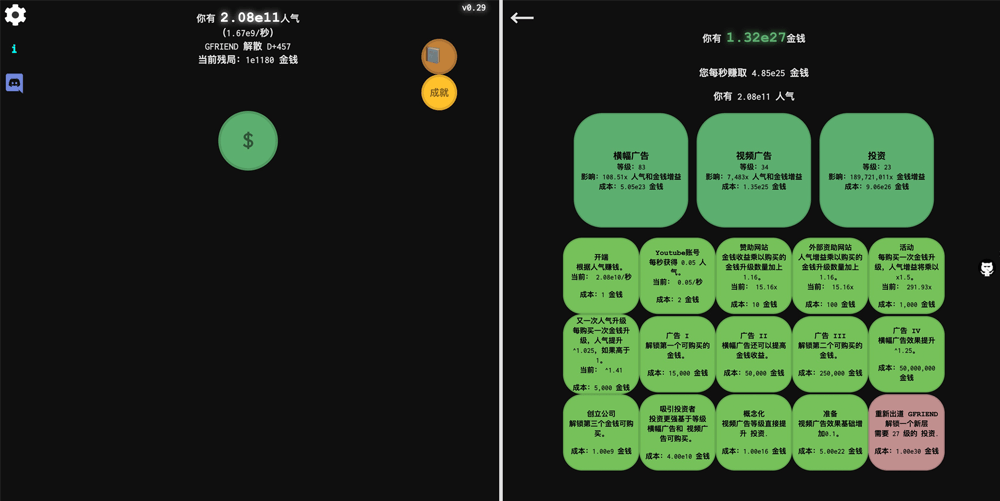 v0.29
你有 2.08e11人气
(1.67e9/秒)
GFRIEND 解散 D+457
当前残局: 1e1180 金钱
i
成就
$
你有 1.32e27金钱
您每秒赚取 4.85e25 金钱
你有 2.08e11 人气
横幅广告
等级: 83
影响: 108.51x 人气和金钱增益
成本: 5.05e23 金钱
视频广告
等级: 34
影响: 7,483x 人气和金钱增益
成本: 1.35e25 金钱
投资
等级: 23
影响: 189,721,011x 金钱增益
成本: 9.06e26 金钱
开端
根据人气赚钱。
当前: 2.08e10/秒
成本: 1 金钱
Youtube账号
每秒获得 0.05 人
气。
当前: 0.05/秒
成本: 2 金钱
赞助网站
金钱收益乘以购买的
金钱升级数量加上
1.16。
当前: 15.16x
成本: 10 金钱
外部资助网站
人气增益乘以购买的
金钱升级数量加上
1.16。
当前: 15.16x
成本: 100 金钱
活动
每购买一次金钱升
级，人气增益将乘以
x1.5。
当前: 291.93x
成本: 1,000 金钱
又一次人气升级
每购买一次金钱升
级，人气提升
^1.025，如果高于
1。
当前: ^1.41
成本: 5,000 金钱
广告 I
解锁第一个可购买的
金钱。
成本: 15,000 金钱
广告 II
横幅广告还可以提高
金钱收益。
成本: 50,000 金钱
广告 III
解锁第二个可购买的
金钱。
成本: 250,000 金钱
广告 IV
横幅广告效果提升
^1.25。
成本: 50,000,000
金钱
创立公司
解锁第三个金钱可购
买。
成本: 1.00e9 金钱
吸引投资者
投资更强基于等级
横幅广告和 视频广
告可购买。
成本: 4.00e10 金钱
概念化
视频广告等级直接提
升 投资.
成本: 1.00e16 金钱
准备
视频广告效果基础增
加0.1。
成本: 5.00e22 金钱
重新出道 GFRIEND
解锁一个新层
需要 27 级的 投资.
成本: 1.00e30 金钱